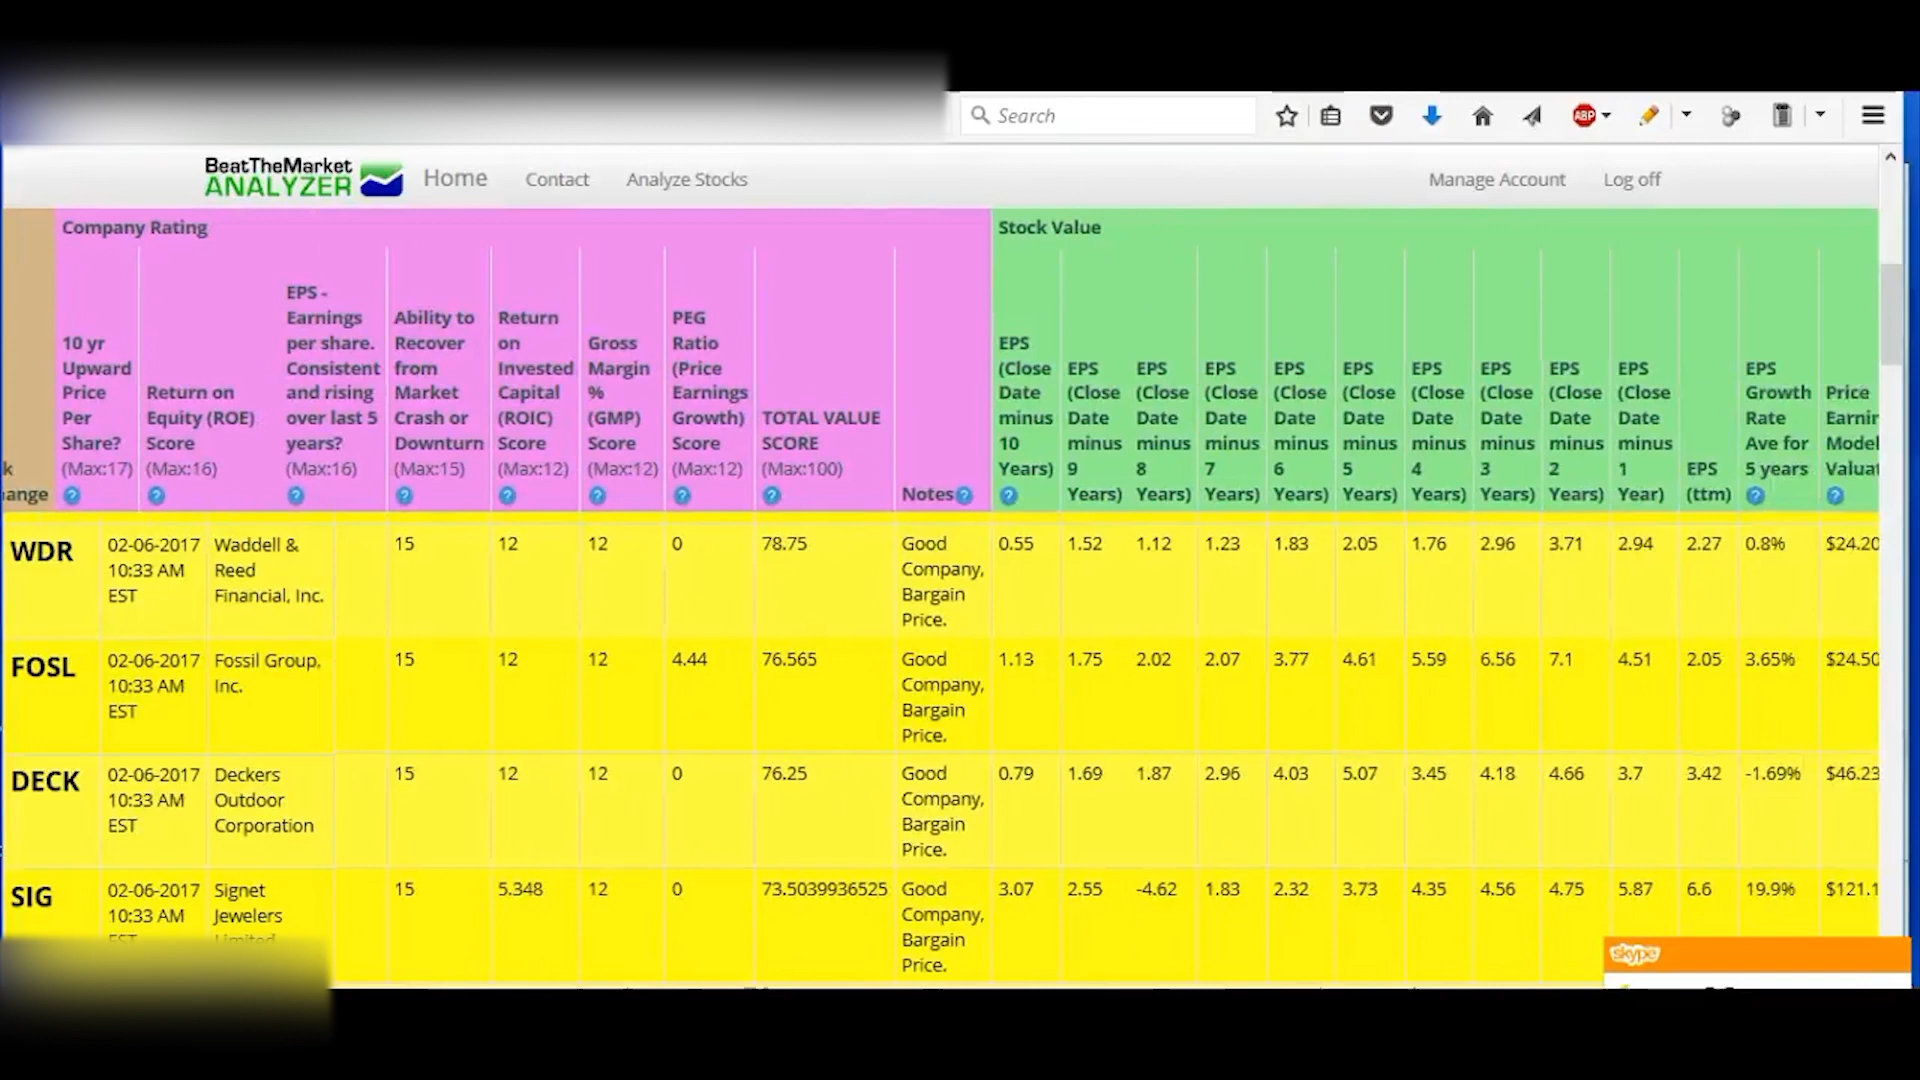 Search
ABP
BeatTheMarket
ANALYZER
Home
Contact
Analyze Stocks
Manage Account
Log off
Company Rating
Stock Value
k
ange
10 yr
Upward
Price
Per
Share?
(Max:17)
Return on
Equity (ROE)
Score
(Max:16)
EPS -
Earnings
per share.
Consistent
and rising
over last 5
years?
(Max:16)
Ability to
Recover
from
Market
Crash or
Downturn
(Max:15)
Return
on
Invested
Capital
(ROIC)
Score
(Max:12)
Gross
Margin
%
(GMP)
Score
(Max:12)
PEG
Ratio
(Price
Earnings
Growth)
Score
(Max:12)
TOTAL VALUE
SCORE
(Max:100)
Notes
EPS
(Close
Date
minus
10
Years)
EPS
(Close
Date
minus
9
Years)
EPS
(Close
Date
minus
8
Years)
EPS
(Close
Date
minus
7
Years)
EPS
(Close
Date
minus
6
Years)
EPS
(Close
Date
minus
5
Years)
EPS
(Close
Date
minus
4
Years)
EPS
(Close
Date
minus
3
Years)
EPS
(Close
Date
minus
2
Years)
EPS
(Close
Date
minus
1
Year)
EPS
(ttm)
EPS
Growth
Rate
Ave for
5 years
Price
Earnin
Model
Valuat
WDR
02-06-2017
10:33 AM
EST
Waddell &
Reed
Financial, Inc.
15
12
12
0
78.75
Good
Company,
Bargain
Price.
0.55
1.52
1.12
1.23
1.83
2.05
1.76
2.96
3.71
2.94
2.27
0.8%
$24.20
FOSL
02-06-2017
10:33 AM
EST
Fossil Group,
Inc.
15
12
12
4.44
76.565
Good
Company,
Bargain
Price.
1.13
1.75
2.02
2.07
3.77
4.61
5.59
6.56
7.1
4.51
2.05
3.65%
$24.50
DECK
02-06-2017
10:33 AM
EST
Deckers
Outdoor
Corporation
15
12
12
0
76.25
Good
Company,
Bargain
Price.
0.79
1.69
1.87
2.96
4.03
5.07
3.45
4.18
4.66
3.7
3.42
-1.69%
$46.23
SIG
02-06-2017
10:33 AM
EST
Signet
Jewelers
Limited
15
5.348
12
0
73.5039936525
Good
Company,
Bargain
Price.
3.07
2.55
-4.62
1.83
2.32
3.73
4.35
4.56
4.75
5.87
6.6
19.9%
$121.1
skype